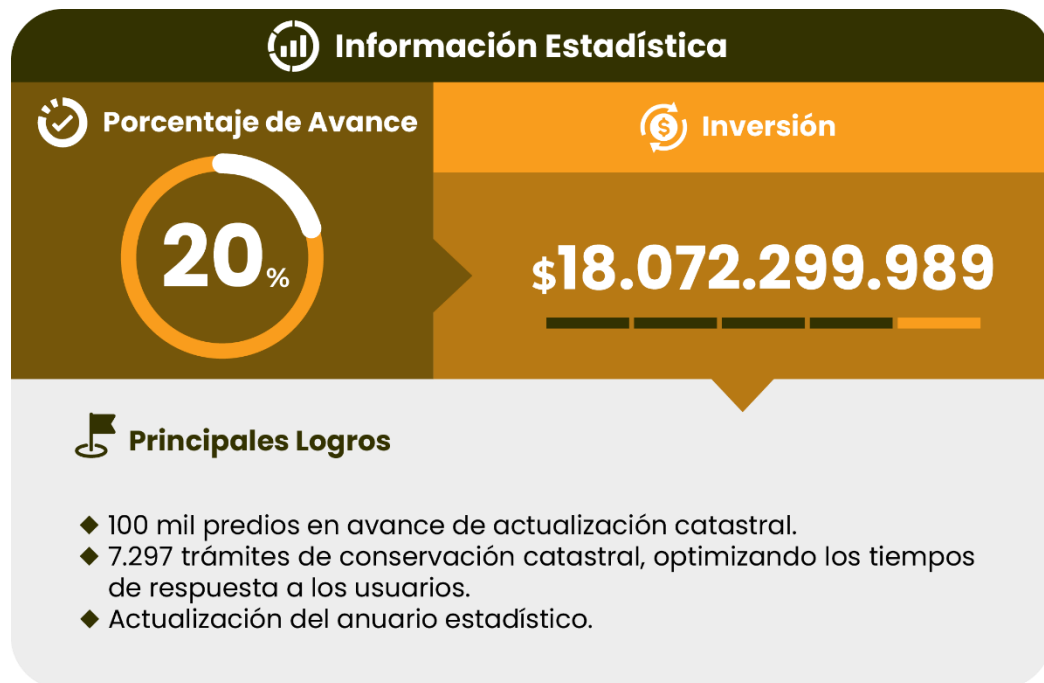 Información Estadística
Porcentaje de Avance
20%
Inversión
$18.072.299.989
Principales Logros
◆ 100 mil predios en avance de actualización catastral.
◆ 7.297 trámites de conservación catastral, optimizando los tiempos
de respuesta a los usuarios.
◆ Actualización del anuario estadístico.